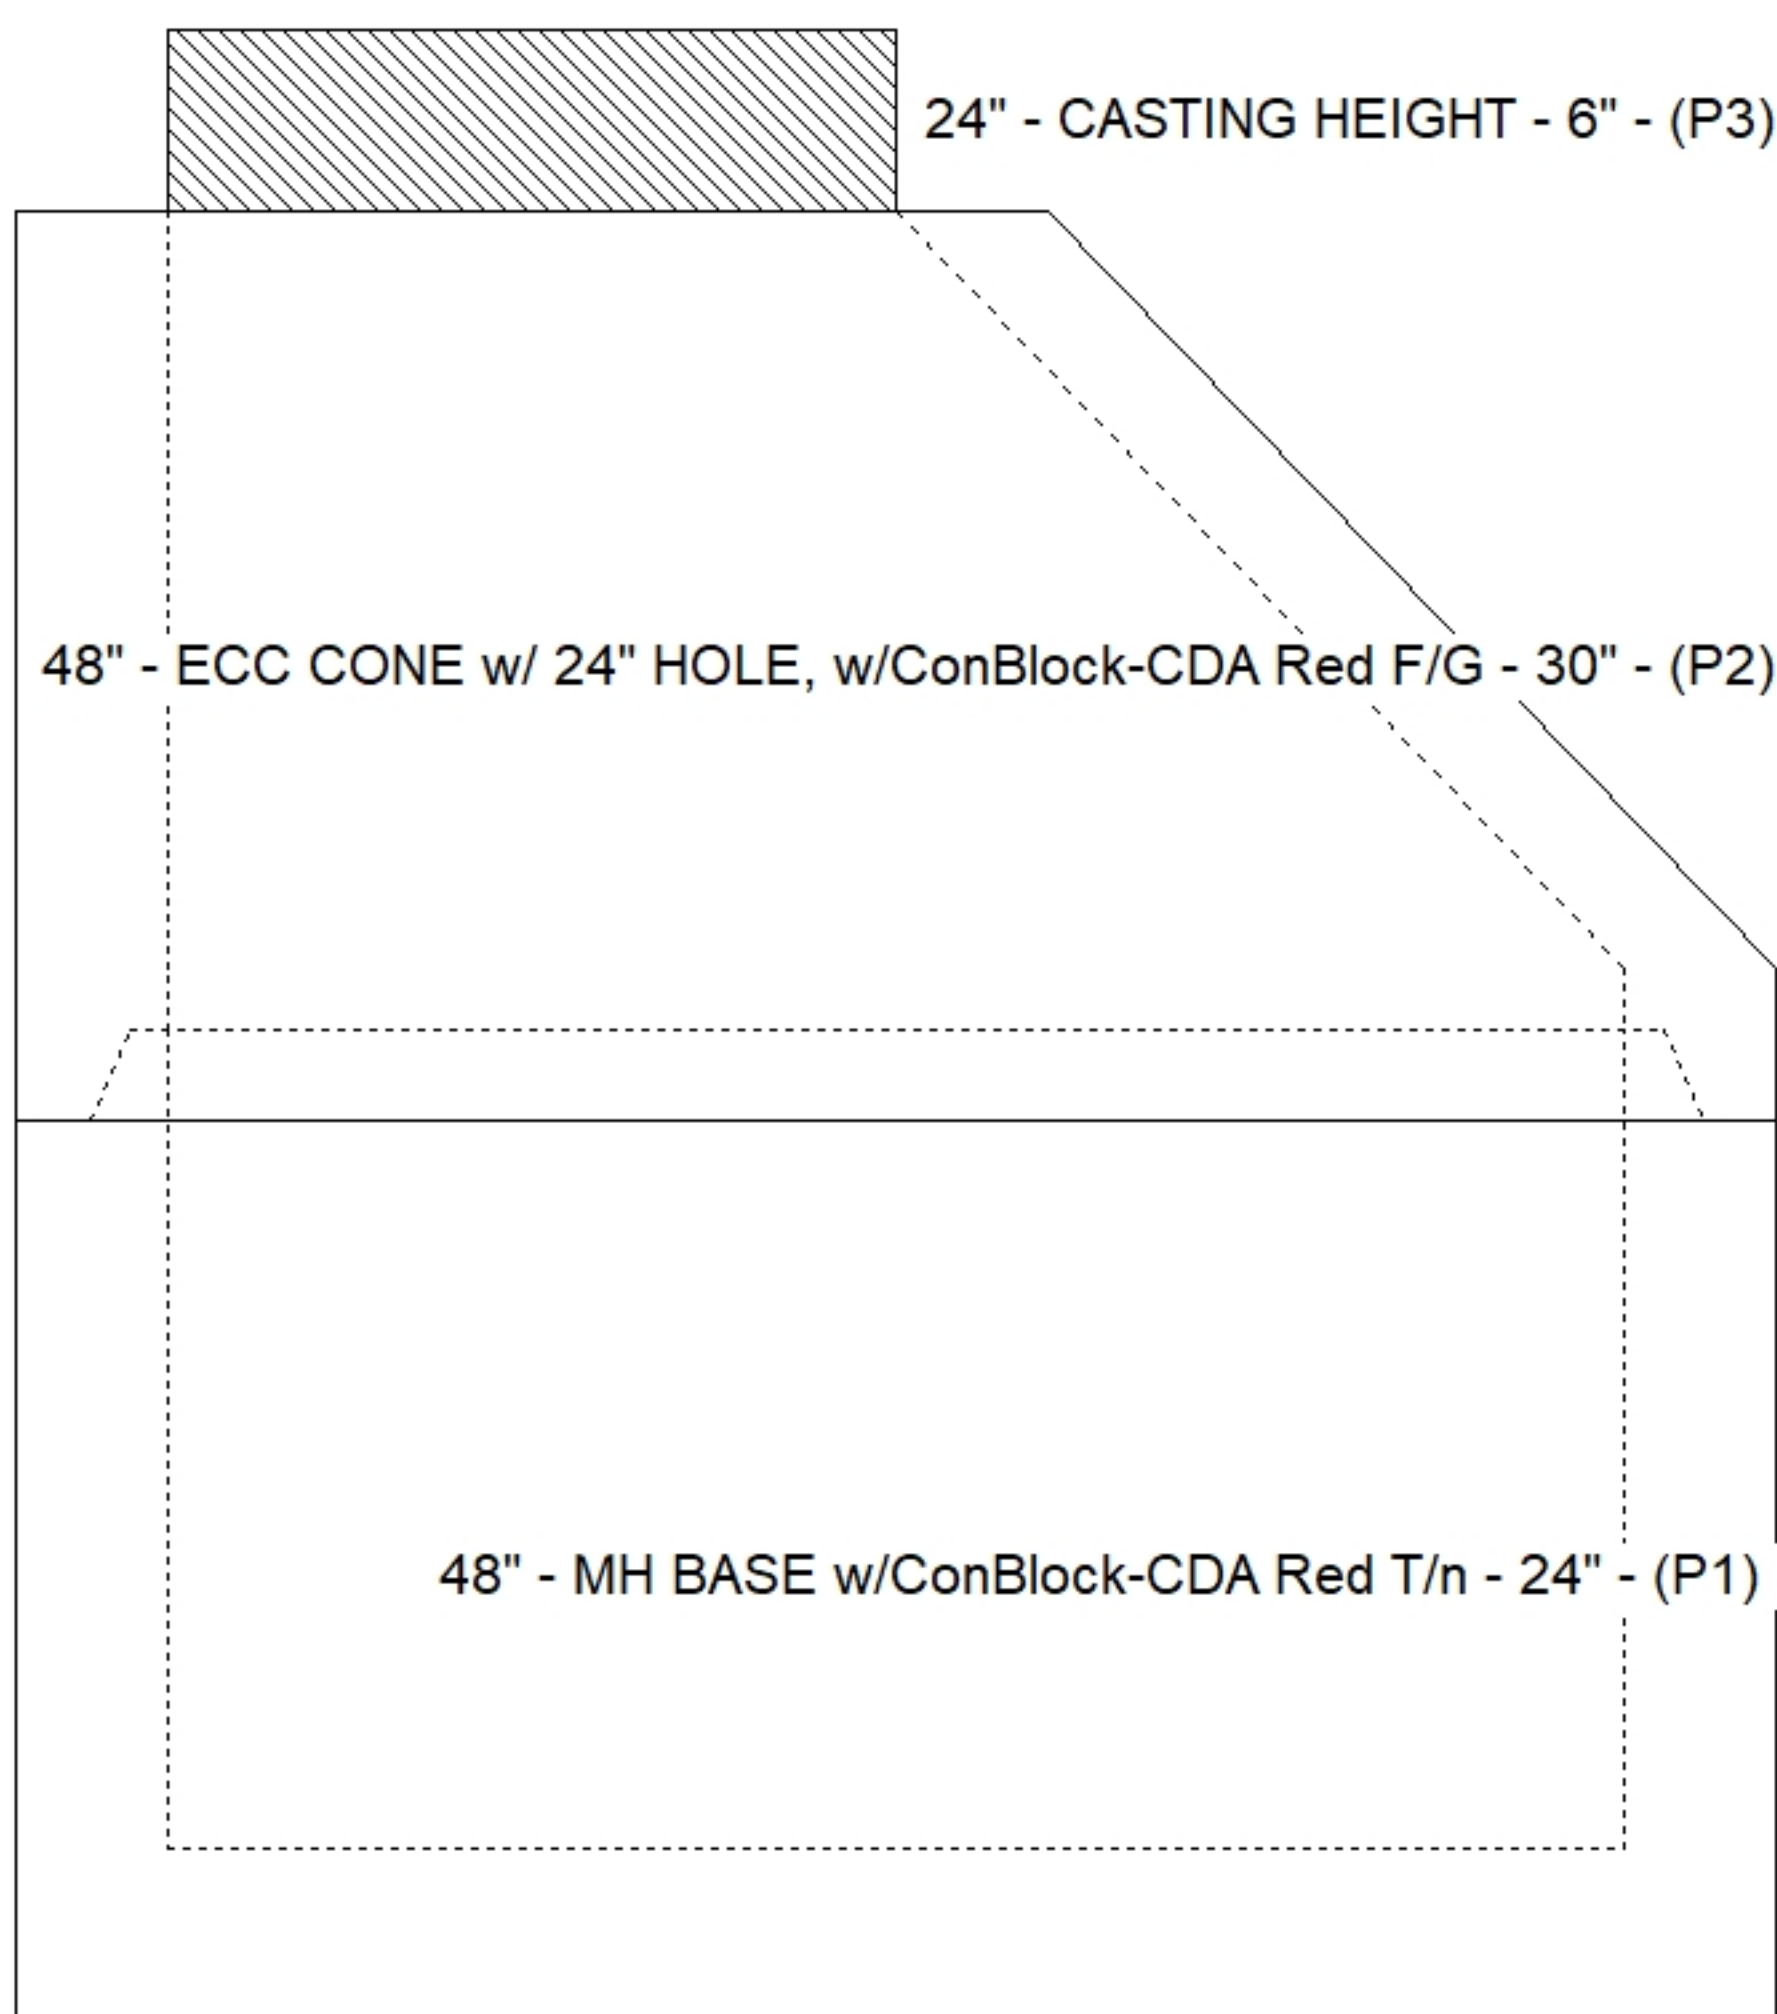 24" - CASTING HEIGHT - 6" - (P3)
48" - ECC CONE w/ 24" HOLE, w/ConBlock-CDA Red F/G - 30" - (P2)
48" - MH BASE w/ConBlock-CDA Red T/n - 24" - (P1)